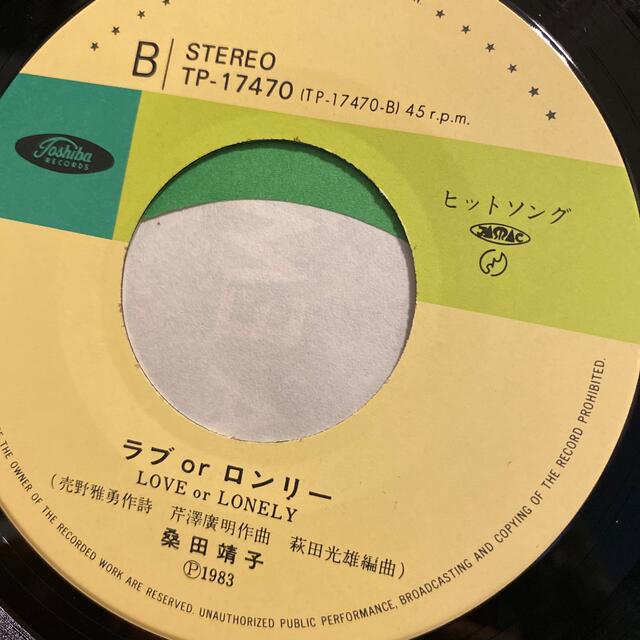 B
STEREO
TP-17470 (TP-17470-B) 45 r.p.m.
Toshiba
RECORDS
ヒットソング
JASRAC
ラブ or ロンリー
LOVE or LONELY
(売野雅勇作詩 芹澤廣明作曲 萩田光雄編曲)
桑田靖子
Ⓟ1983
OF THE OWNER OF THE RECORDED WORK ARE RESERVED. UNAUTHORIZED PUBLIC PERFORMANCE, BROADCASTING AND COPYING OF THE RECORD PROHIBITED.